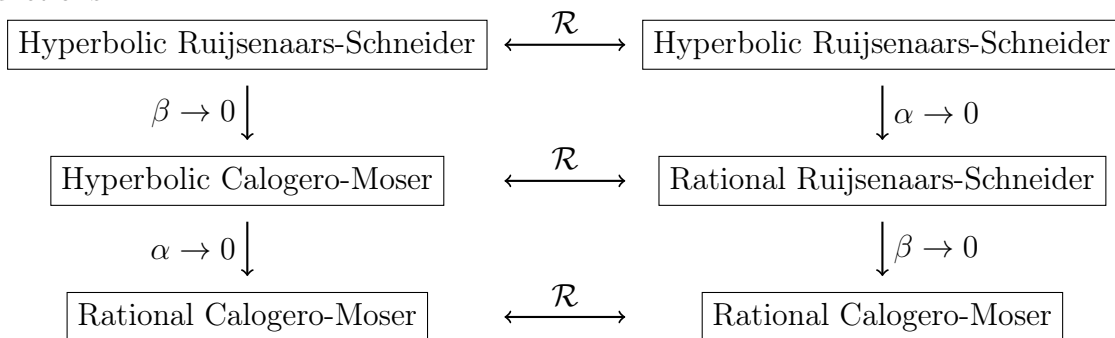 R
Hyperbolic Ruijsenaars-Schneider Hyperbolic Ruijsenaars-Schneider
β → 0 α → 0
R
Hyperbolic Calogero-Moser Rational Ruijsenaars-Schneider
α → 0 β → 0
R
Rational Calogero-Moser Rational Calogero-Moser